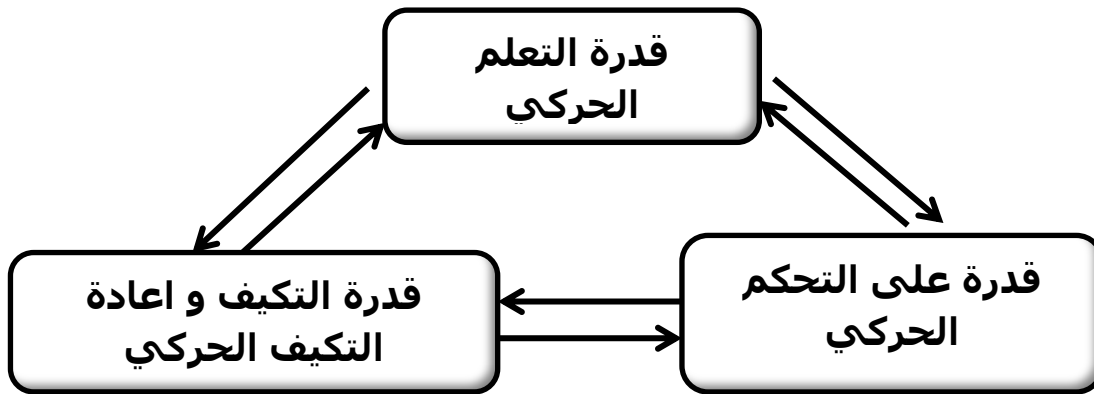 قدرة التعلم
الحركي
قدرة على التحكم
الحركي
قدرة التكيف و اعادة
التكيف الحركي